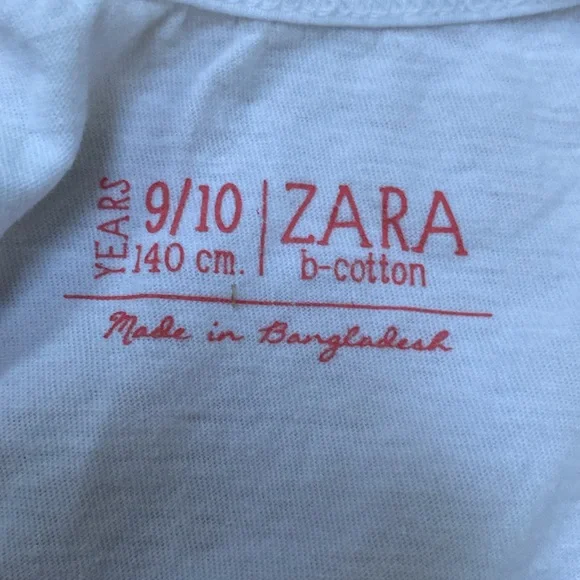 YEARS
9/10
140 cm.
ZARA
b-cotton
Made in Bangladesh